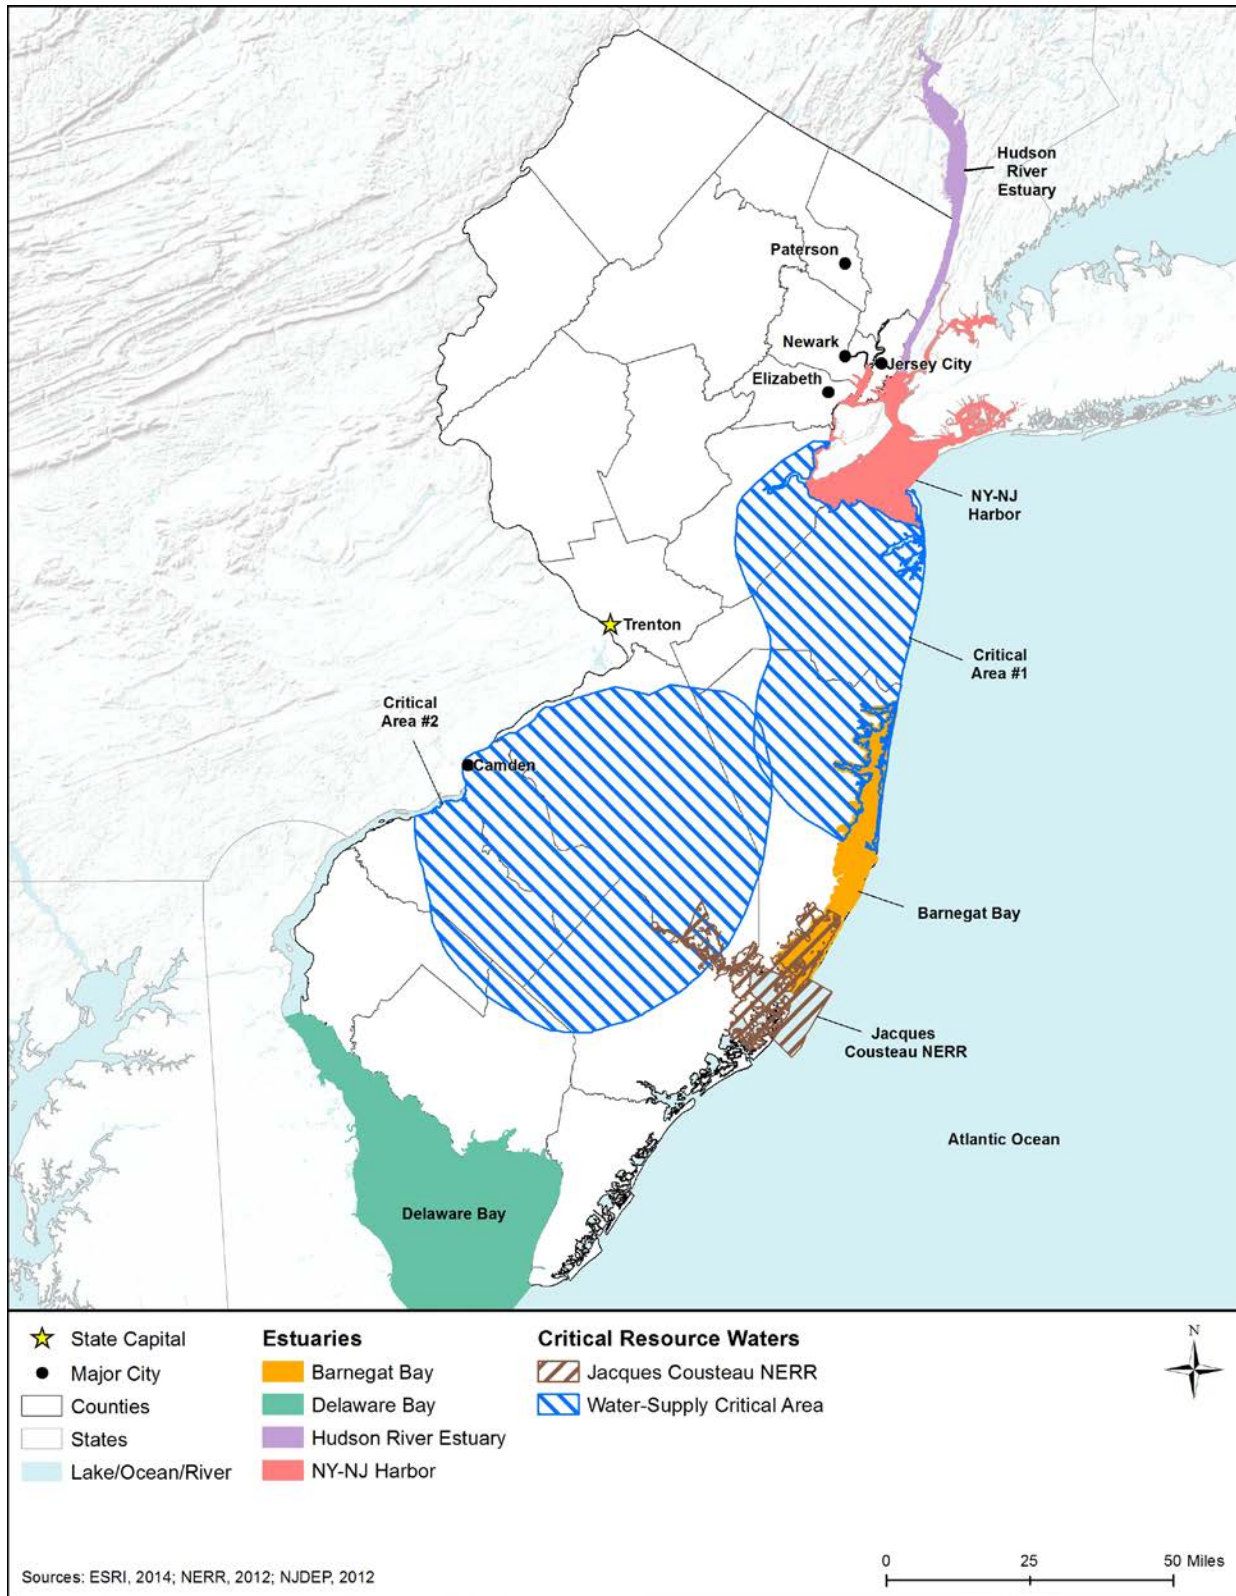 Hudson
River
Estuary
Paterson
Newark
Jersey City
Elizabeth
NY-NJ
Harbor
Trenton
Critical
Area #1
Critical
Area #2
Camden
Barnegat Bay
Jacques
Cousteau NERR
Atlantic Ocean
Delaware Bay
State Capital
Major City
Counties
States
Lake/Ocean/River
Estuaries
Barnegat Bay
Delaware Bay
Hudson River Estuary
NY-NJ Harbor
Critical Resource Waters
Jacques Cousteau NERR
Water-Supply Critical Area
N
Sources: ESRI, 2014; NERR, 2012; NJDEP, 2012
0 25 50 Miles